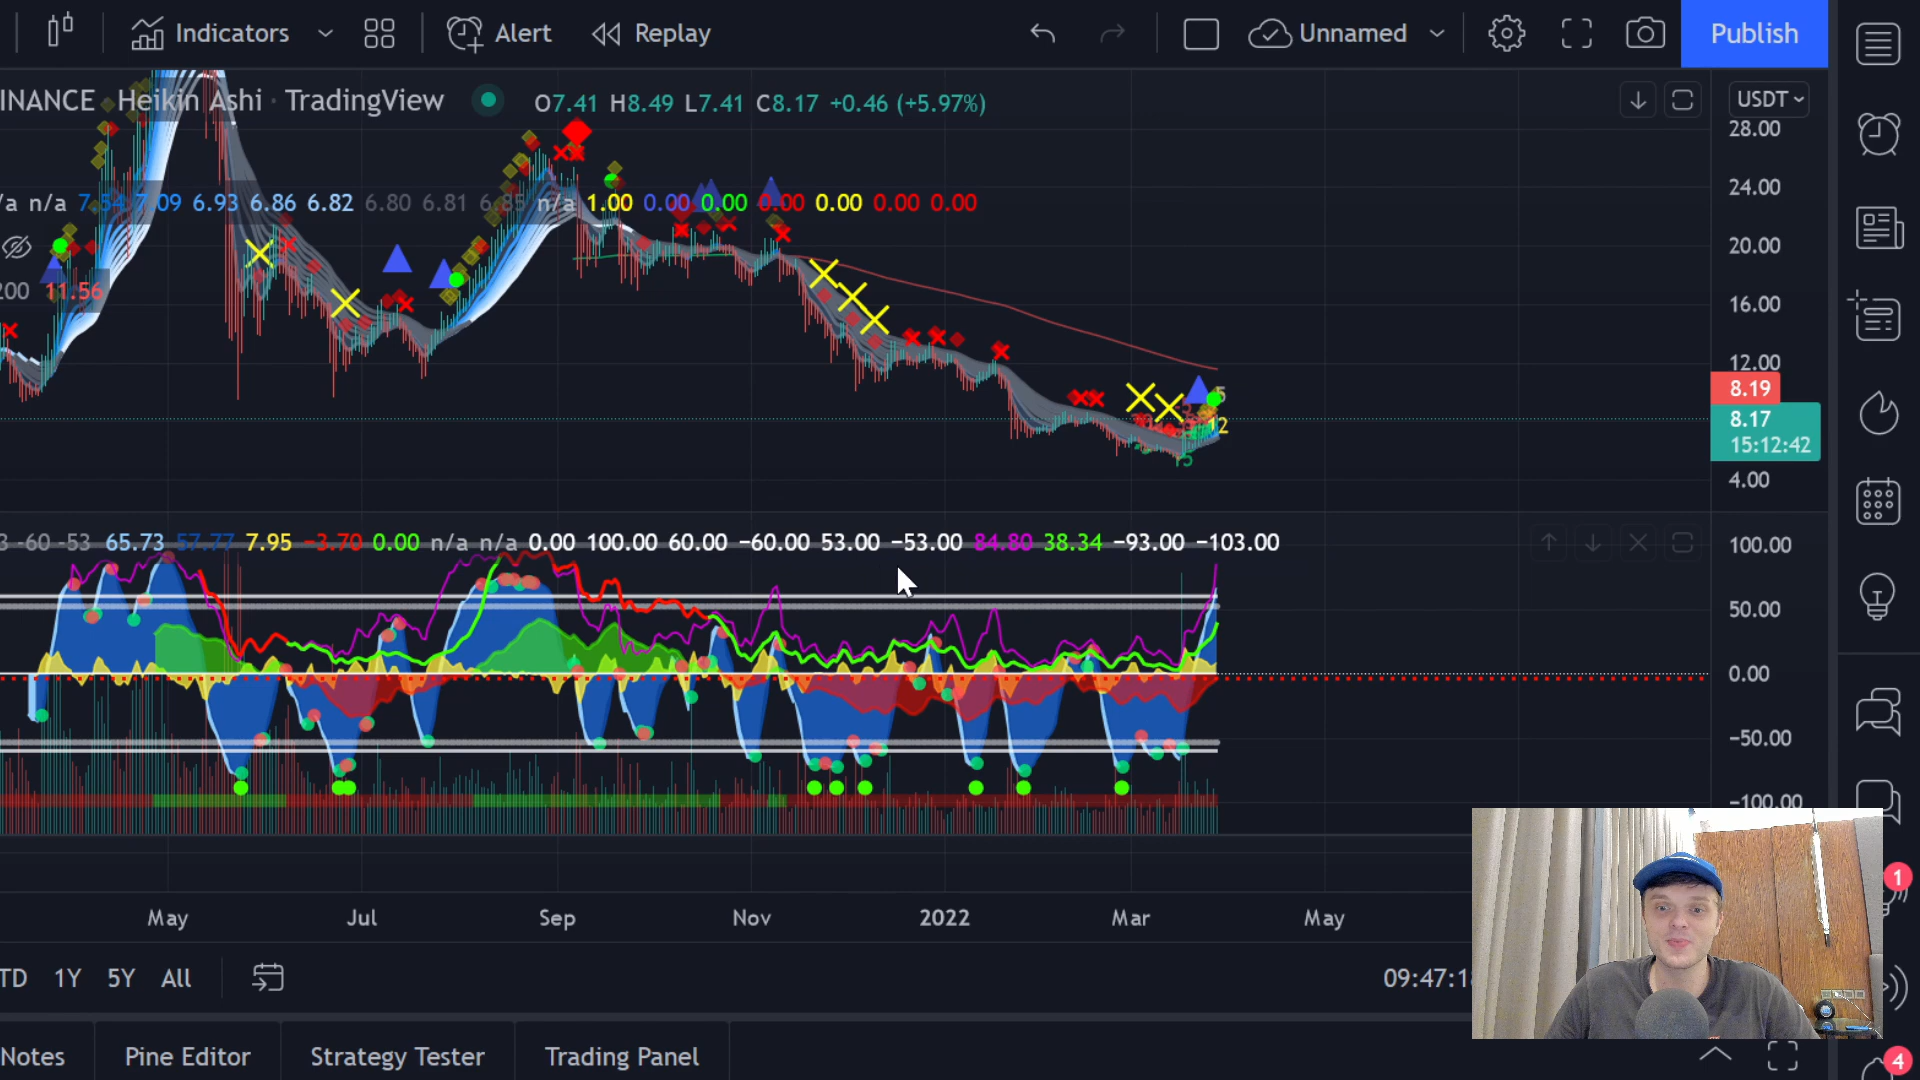 Indicators
Alert
Replay
Unnamed
Publish
INANCE · Heikin Ashi · TradingView
O7.41 H8.49 L7.41 C8.17 +0.46 (+5.97%)
USDT
28.00
24.00
/a n/a 7.54 7.09 6.93 6.86 6.82 6.80 6.81 6.85 n/a 1.00 0.00 0.00 0.00 0.00 0.00 0.00
20.00
200 11.56
16.00
12.00
8.19
8.17
15:12:42
5
12
5
4.00
3 -60 -53 65.73 57.77 7.95 −3.70 0.00 n/a n/a 0.00 100.00 60.00 −60.00 53.00 −53.00 84.80 38.34 −93.00 −103.00
100.00
50.00
0.00
−50.00
−100.00
May Jul Sep Nov 2022 Mar May
1
TD 1Y 5Y All
09:47:1
Notes Pine Editor Strategy Tester Trading Panel
4